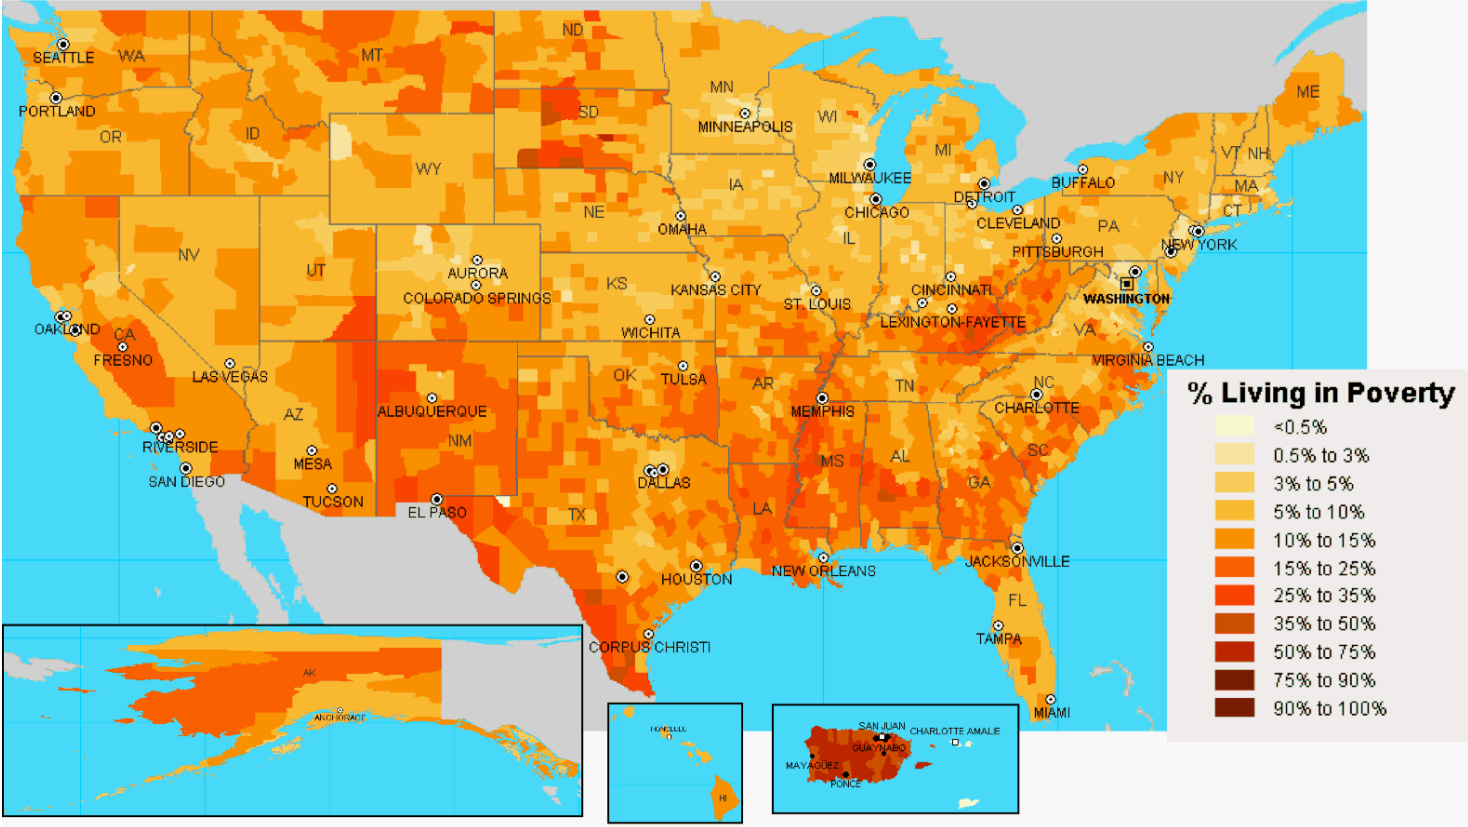 ND
MT
WA
SEATTLE
ME
MN
PORTLAND
SD
WI
MINNEAPOLIS
OR
ID
MI
VT
NH
WY
MILWAUKEE
BUFFALO
NY
IA
MA
DETROIT
CHICAGO
NE
CT
CLEVELAND
OMAHA
PA
IL
NEW YORK
PITTSBURGH
NV
UT
AURORA
KS
KANSAS CITY
CINCINNATI
COLORADO SPRINGS
WASHINGTON
ST. LOUIS
LEXINGTON-FAYETTE
OAKLAND
CA
WICHITA
VA
FRESNO
VIRGINIA BEACH
LAS VEGAS
OK
TULSA
AR
TN
NC
% Living in Poverty
ALBUQUERQUE
MEMPHIS
CHARLOTTE
AZ
<0.5%
NM
RIVERSIDE
SC
0.5% to 3%
MESA
MS
AL
SAN DIEGO
DALLAS
GA
3% to 5%
TUCSON
EL PASO
TX
LA
5% to 10%
10% to 15%
JACKSONVILLE
NEW ORLEANS
15% to 25%
HOUSTON
25% to 35%
FL
35% to 50%
TAMPA
CORPUS CHRISTI
50% to 75%
AK
75% to 90%
90% to 100%
MIAMI
ANCHORAGE
HONOLULU
SAN JUAN
CHARLOTTE AMALE
GUAYNABO
MAYAGÜEZ
PONCE
HI